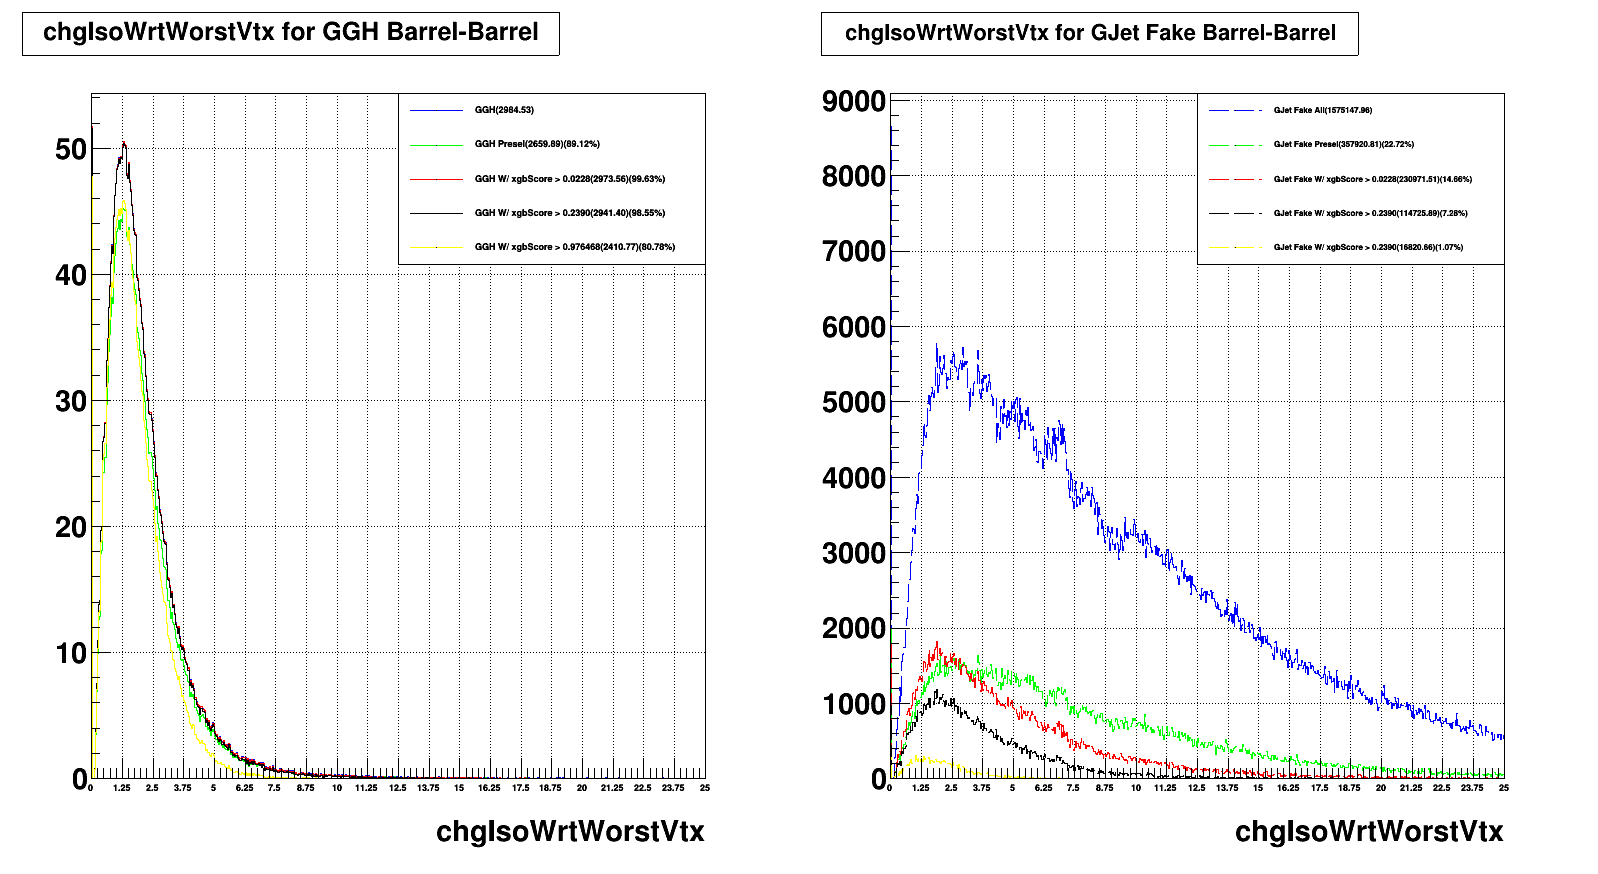 chgIsoWrtWorstVtx for GGH Barrel-Barrel
GGH(2984.53)
GGH Presel(2659.89)(89.12%)
GGH W/ xgbScore > 0.0228(2973.56)(99.63%)
GGH W/ xgbScore > 0.2390(2941.40)(98.55%)
GGH W/ xgbScore > 0.976468(2410.77)(80.78%)
50
40
30
20
10
0
0 1.25 2.5 3.75 5 6.25 7.5 8.75 10 11.25 12.5 13.75 15 16.25 17.5 18.75 20 21.25 22.5 23.75 25
chgIsoWrtWorstVtx
chgIsoWrtWorstVtx for GJet Fake Barrel-Barrel
GJet Fake All(1575147.96)
GJet Fake Presel(357920.81)(22.72%)
GJet Fake W/ xgbScore > 0.0228(230971.51)(14.66%)
GJet Fake W/ xgbScore > 0.2390(114725.89)(7.28%)
GJet Fake W/ xgbScore > 0.2390(16820.66)(1.07%)
9000
8000
7000
6000
5000
4000
3000
2000
1000
0
0 1.25 2.5 3.75 5 6.25 7.5 8.75 10 11.25 12.5 13.75 15 16.25 17.5 18.75 20 21.25 22.5 23.75 25
chgIsoWrtWorstVtx